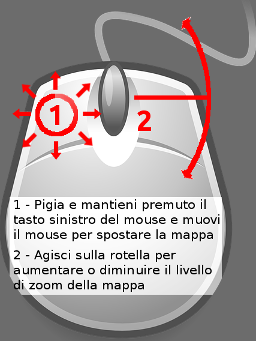 1
2
1 - Pigia e mantieni premuto il
tasto sinistro del mouse e muovi
il mouse per spostare la mappa
2 - Agisci sulla rotella per
aumentare o diminuire il livello
di zoom della mappa